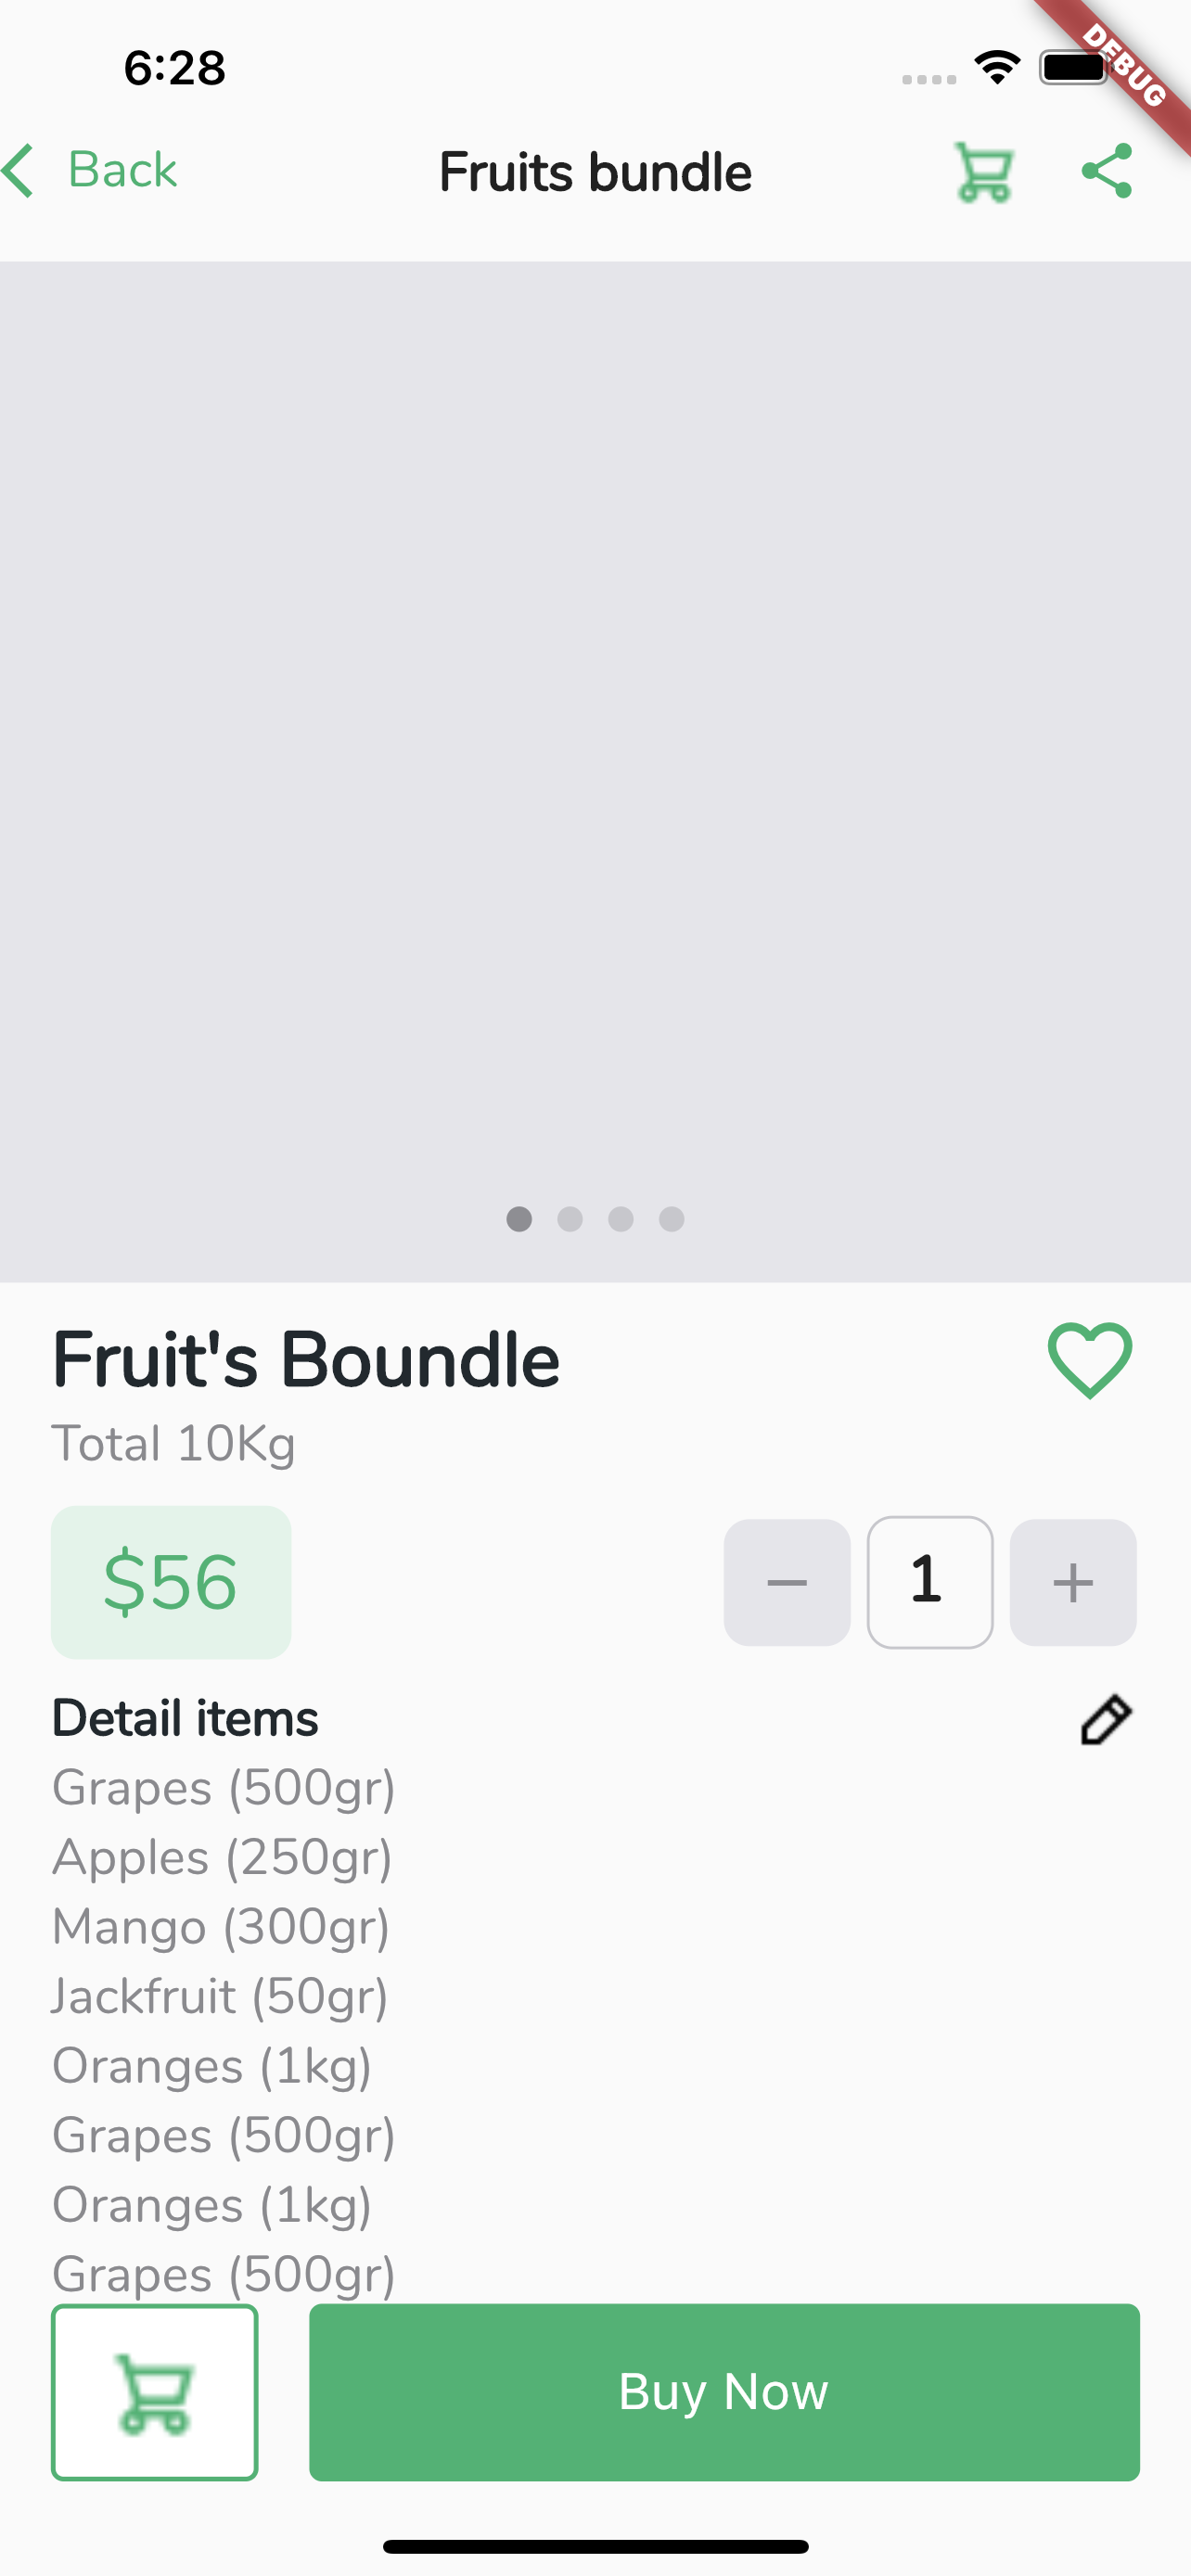 6:28
DEBUG
Back
Fruits bundle
Fruit's Boundle
Total 10Kg
$56
1
Detail items
Grapes (500gr)
Apples (250gr)
Mango (300gr)
Jackfruit (50gr)
Oranges (1kg)
Grapes (500gr)
Oranges (1kg)
Grapes (500gr)
Buy Now